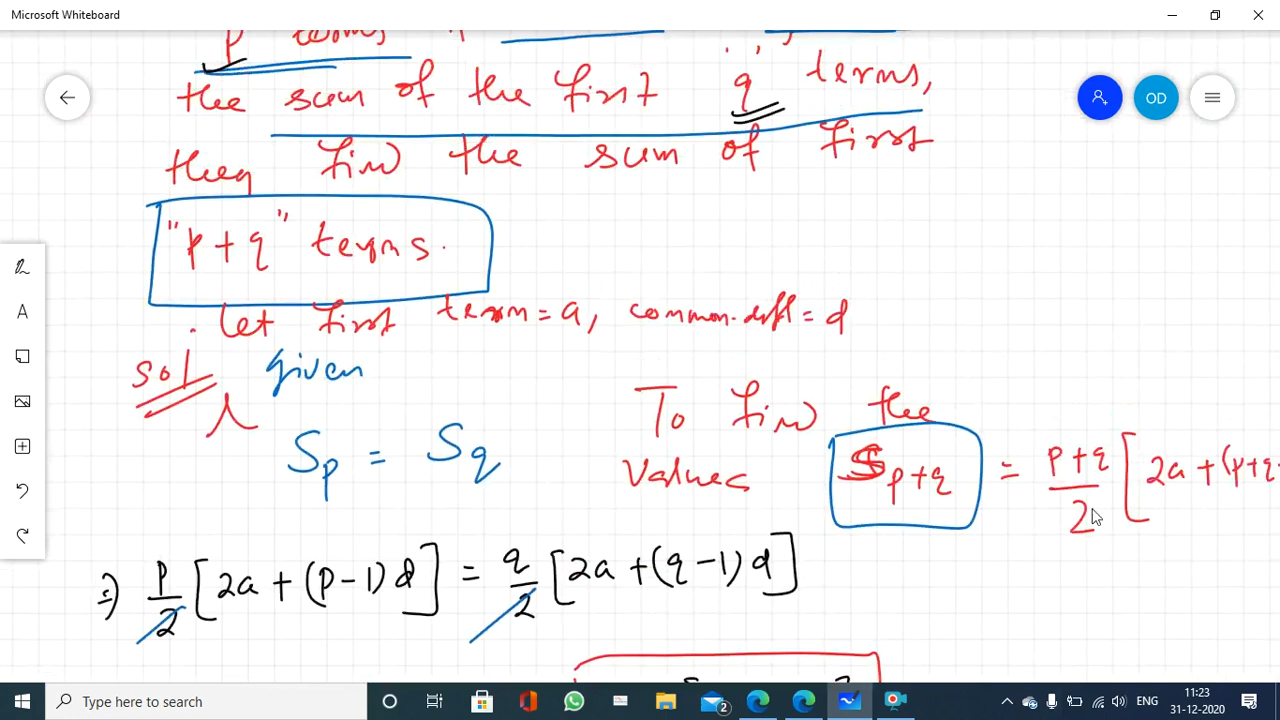 Microsoft Whiteboard
p terms
the sum of the first "q" terms,
then find the sum of first
"p+q" terms.
let first term = a, common diff = d
sol given
To find the
values S p+q = p+q/2 [2a + (p+q
Sp = Sq
⇒ p/2 [2a + (p-1)d] = q/2 [2a + (q-1)d]
OD
A
Type here to search
2
ENG
11:23
31-12-2020